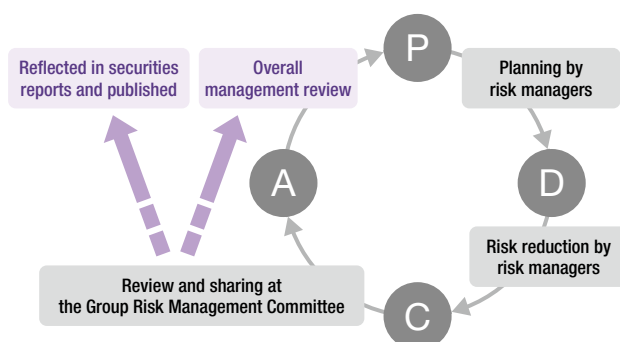 P
Reflected in securities
reports and published
Overall
management review
Planning by
risk managers
A
D
Risk reduction by
risk managers
Review and sharing at
the Group Risk Management Committee
C